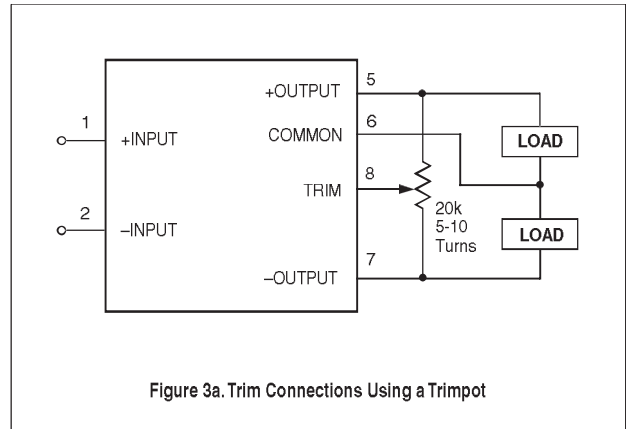 5
+OUTPUT
6
1
+INPUT
COMMON
LOAD
8
TRIM
20k
5-10
Turns
2
–INPUT
LOAD
7
–OUTPUT
Figure 3a. Trim Connections Using a Trimpot